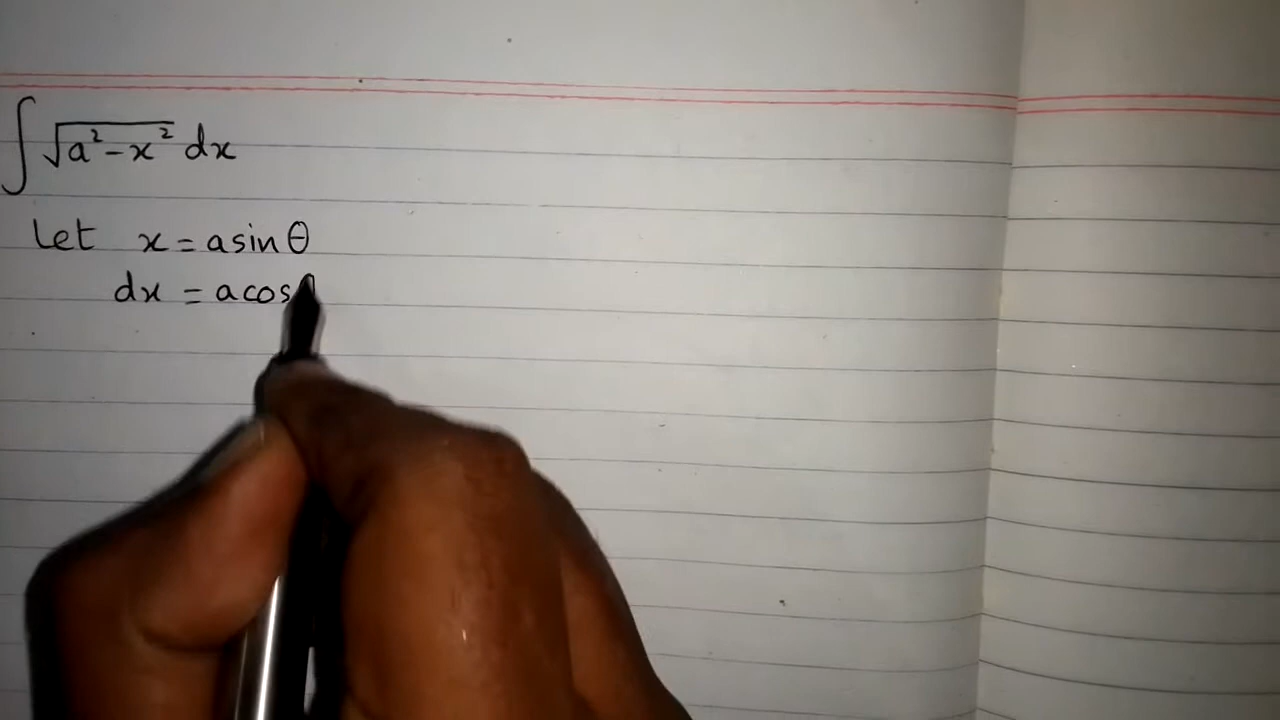 ∫√(a²-x²) dx
Let x = a sin θ
dx = a cos